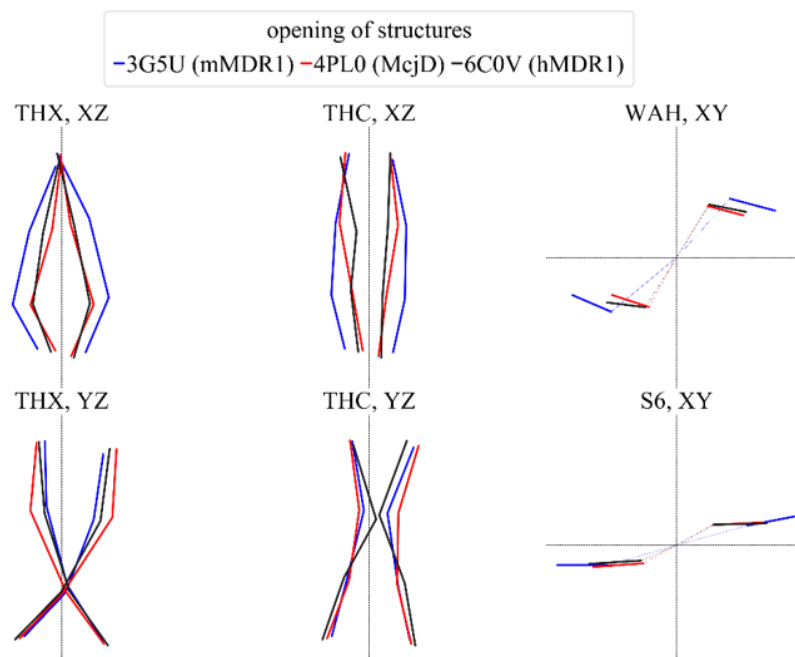 opening of structures
3G5U (mMDR1) 4PL0 (McjD) 6C0V (hMDR1)
THX, XZ THC, XZ WAH, XY
THX, YZ THC, YZ S6, XY